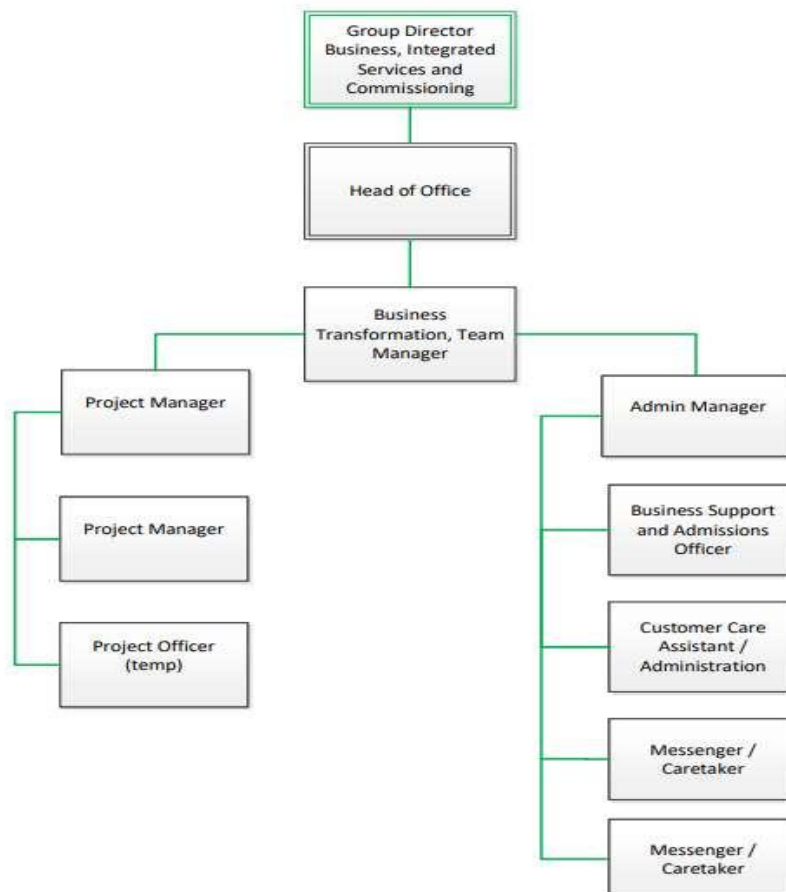 Group Director
Business, Integrated
Services and
Commissioning
Head of Office
Business
Transformation, Team
Manager
Project Manager
Project Manager
Project Officer
(temp)
Admin Manager
Business Support
and Admissions
Officer
Customer Care
Assistant /
Administration
Messenger /
Caretaker
Messenger /
Caretaker